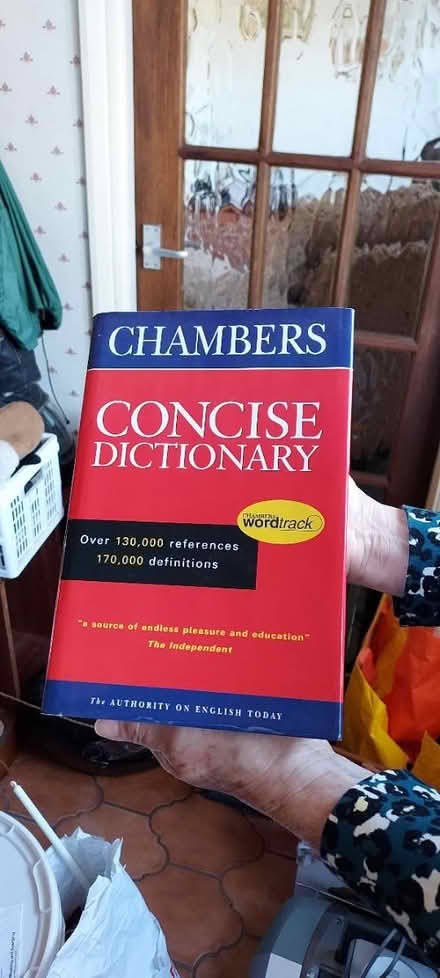 CHAMBERS
CONCISE
DICTIONARY
CHAMBERS
wordtrack
Over 130,000 references
170,000 definitions
"a source of endless pleasure and education"
The Independent
The AUTHORITY ON ENGLISH TODAY